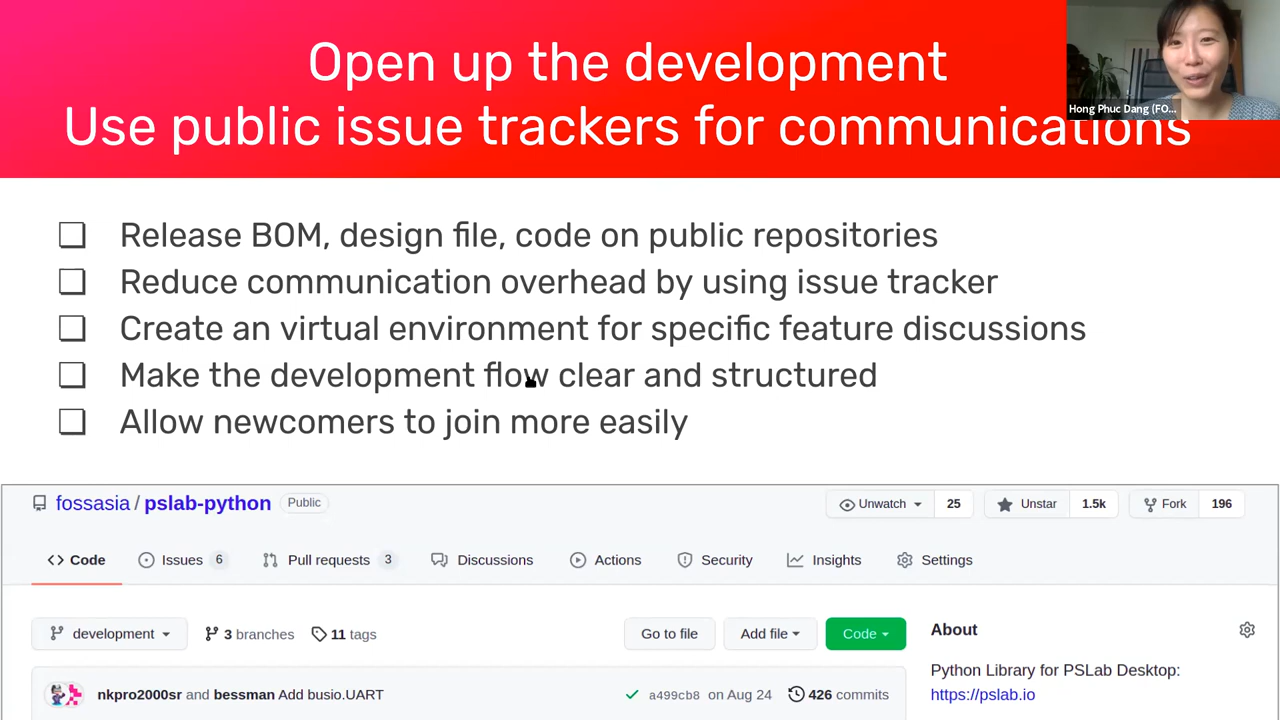 Open up the development
Use public issue trackers for communications
Hong Phuc Dang (FO...
Release BOM, design file, code on public repositories
Reduce communication overhead by using issue tracker
Create an virtual environment for specific feature discussions
Make the development flow clear and structured
Allow newcomers to join more easily
fossasia / pslab-python Public Unwatch 25 Unstar 1.5k Fork 196
Code Issues 6 Pull requests 3 Discussions Actions Security Insights Settings
development 3 branches 11 tags Go to file Add file Code About
Python Library for PSLab Desktop:
nkpro2000sr and bessman Add busio.UART a499cb8 on Aug 24 426 commits https://pslab.io